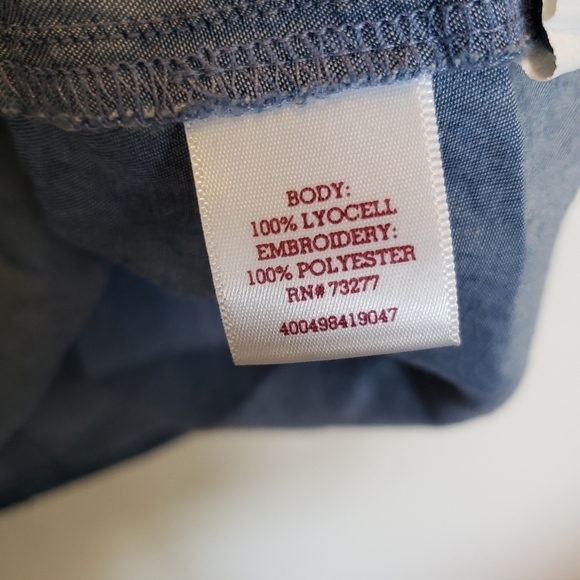 BODY:
100% LYOCELL
EMBROIDERY:
100% POLYESTER
RN# 73277
400498419047